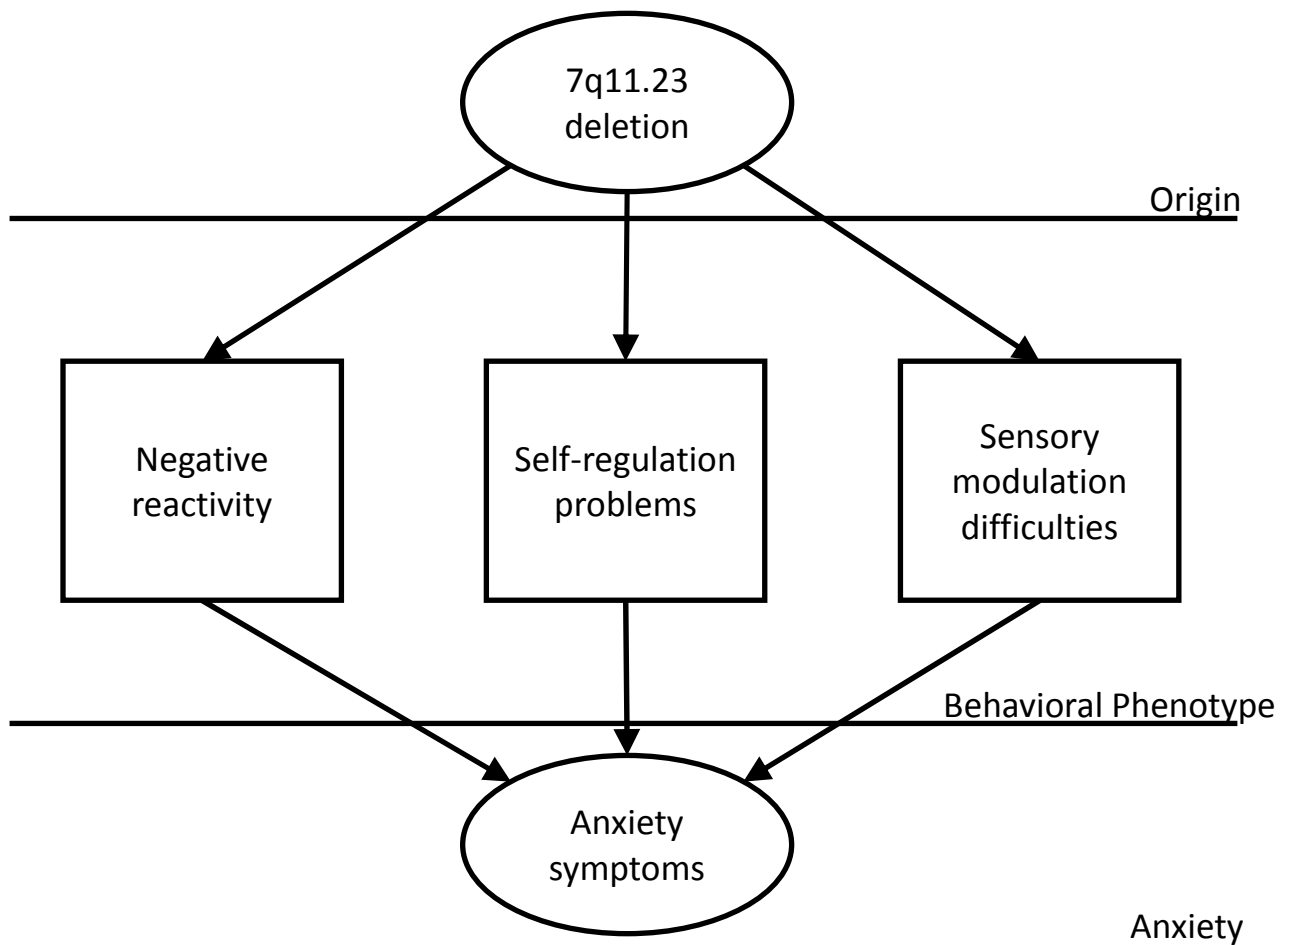 7q11.23
deletion
Origin
Negative
reactivity
Self-regulation
problems
Sensory
modulation
difficulties
Behavioral Phenotype
Anxiety
symptoms
Anxiety